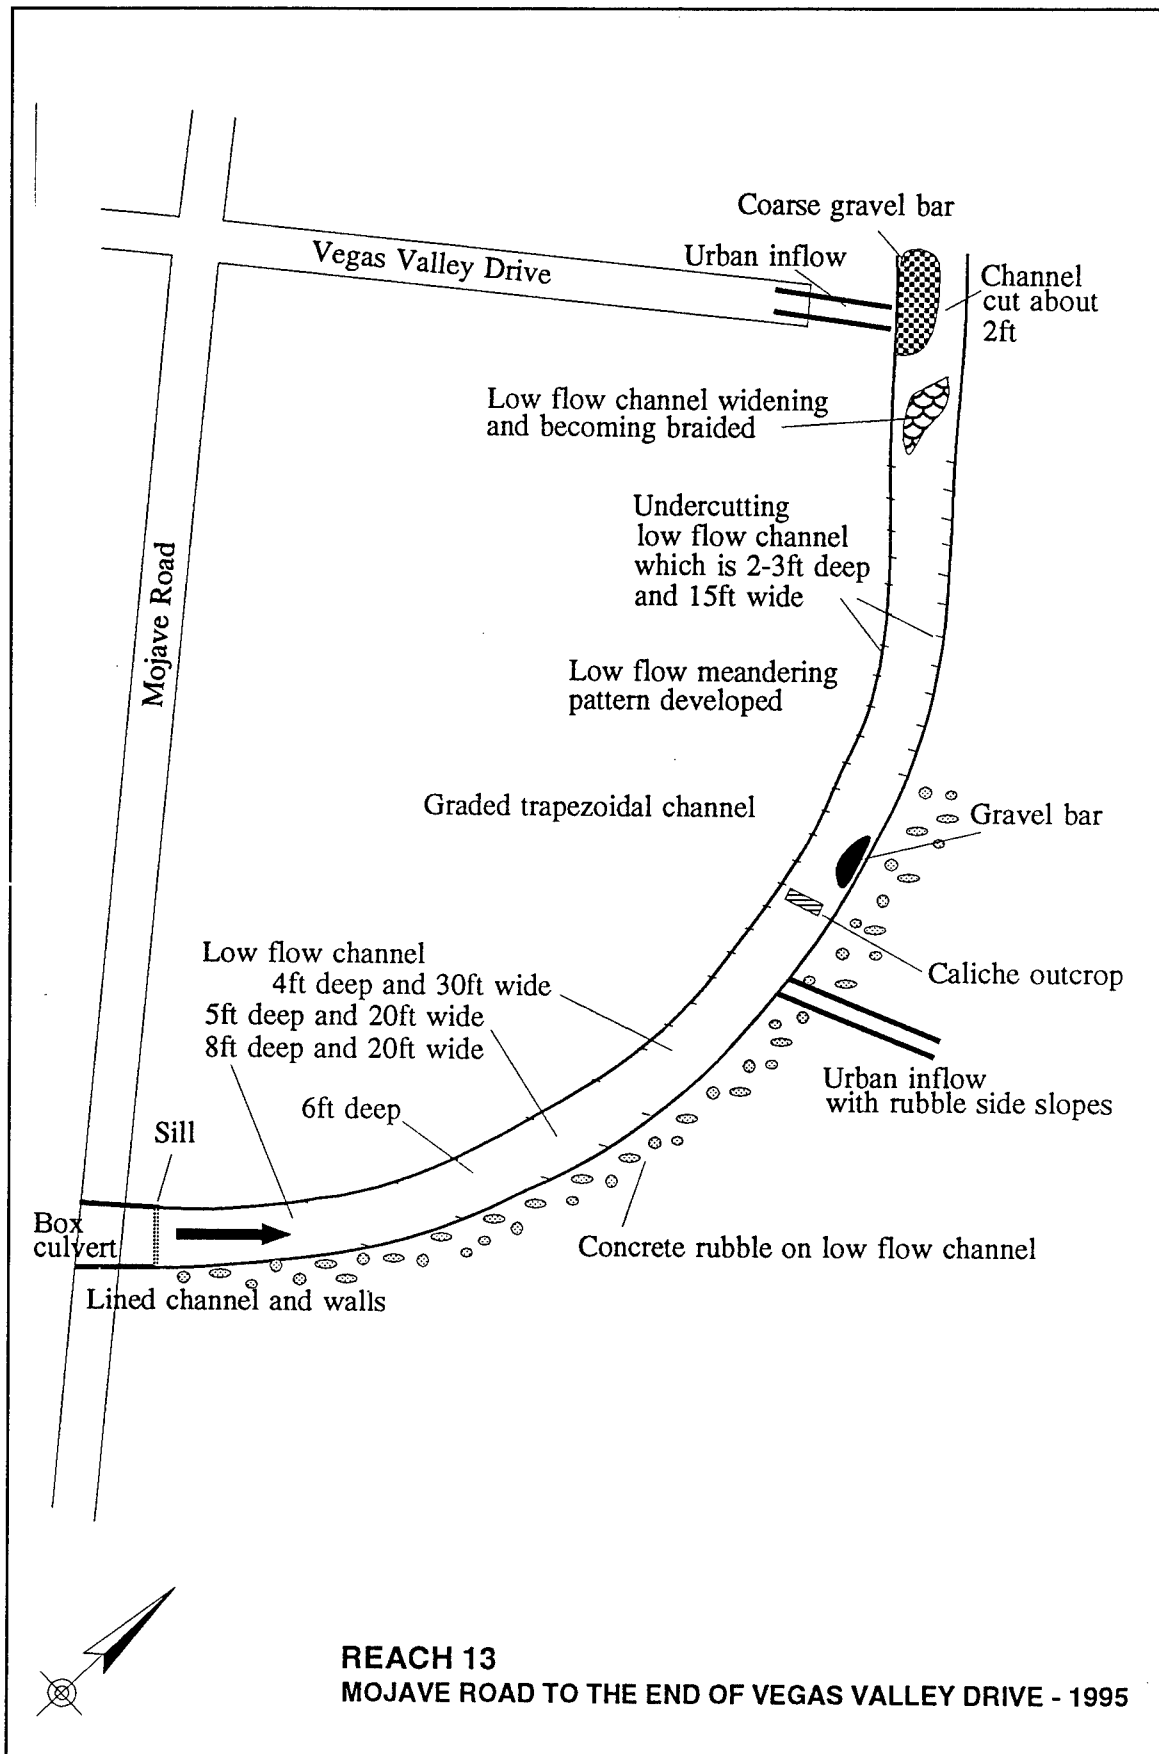 Coarse gravel bar
Urban inflow
Vegas Valley Drive
Channel
cut about
2ft
Low flow channel widening
and becoming braided
Undercutting
low flow channel
which is 2-3ft deep
and 15ft wide
Mojave Road
Low flow meandering
pattern developed
Graded trapezoidal channel
Gravel bar
Low flow channel
4ft deep and 30ft wide
5ft deep and 20ft wide
8ft deep and 20ft wide
Caliche outcrop
Urban inflow
with rubble side slopes
6ft deep
Sill
Box
culvert
Concrete rubble on low flow channel
Lined channel and walls
REACH 13
MOJAVE ROAD TO THE END OF VEGAS VALLEY DRIVE - 1995